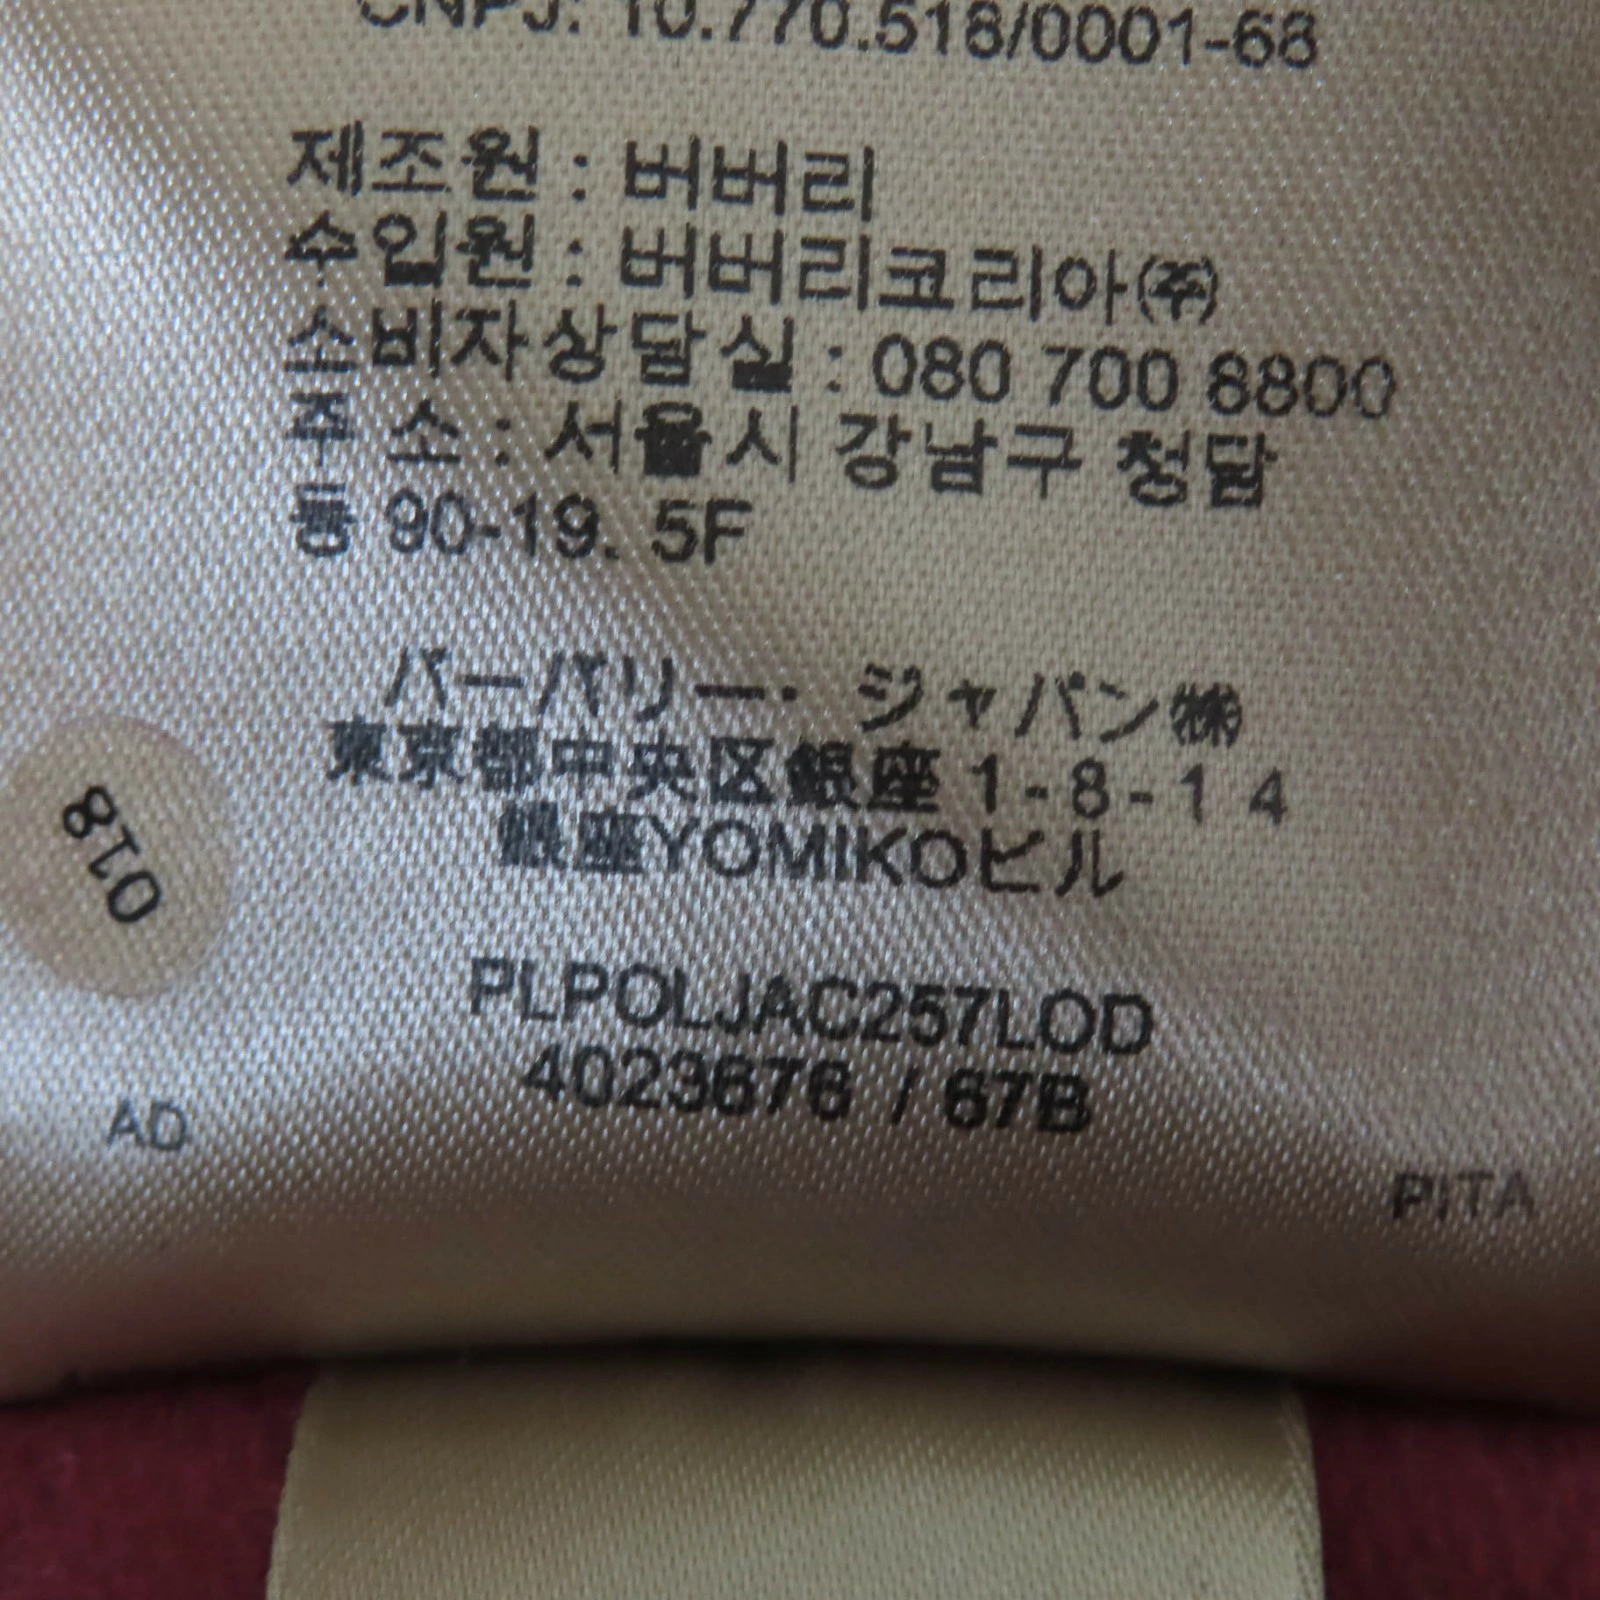 CNPJ: 10.770.518/0001-68
제조원 : 버버리
수입원 : 버버리코리아㈜
소비자상담실 : 080 700 8800
주 소 : 서울시 강남구 청담
동 90-19. 5F
バーバリー・ ジャパン㈱
東京都中央区銀座 1-8-14
銀座YOMIKOビル
018
PLPOLJAC257LOD
4023676 / 67B
AD
PITA